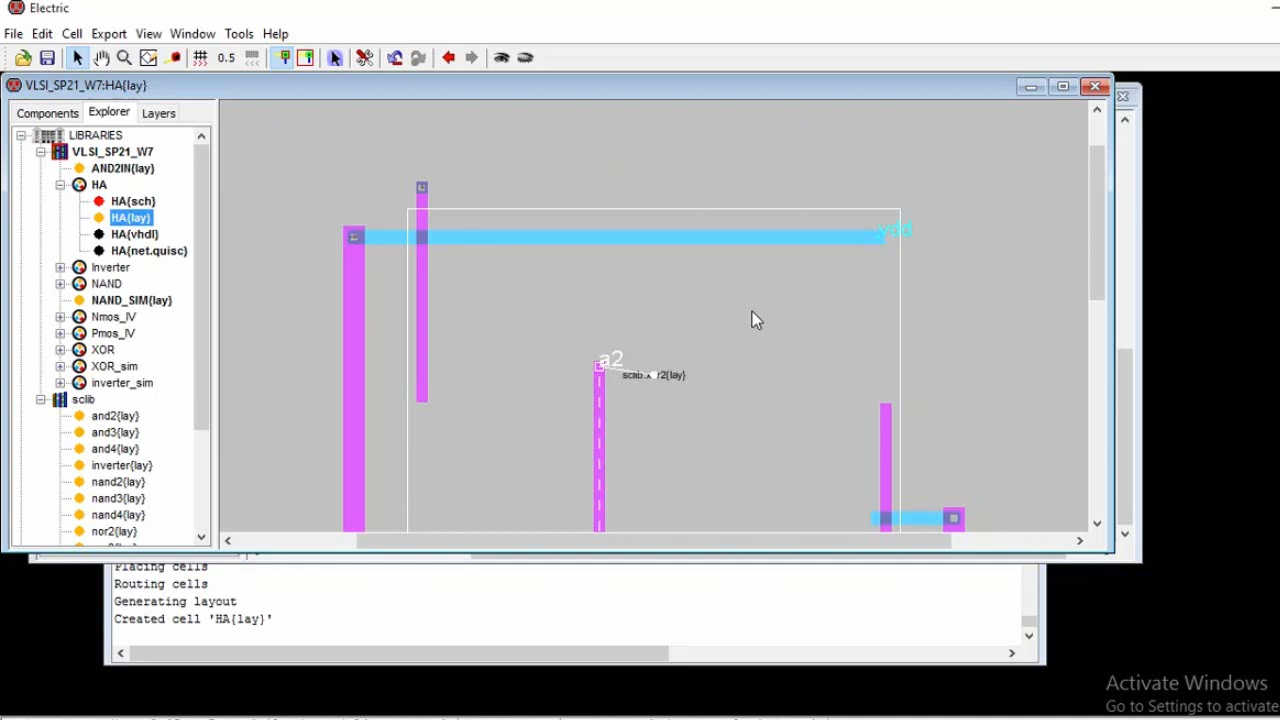 Electric
File Edit Cell Export View Window Tools Help
0.5
VLSI_SP21_W7:HA{lay}
Components Explorer Layers
LIBRARIES
VLSI_SP21_W7
AND2IN{lay}
HA
HA{sch}
HA{lay}
HA{vhdl}
HA{net.quisc}
Inverter
NAND
NAND_SIM{lay}
Nmos_IV
Pmos_IV
XOR
XOR_sim
inverter_sim
sclib
and2{lay}
and3{lay}
and4{lay}
inverter{lay}
nand2{lay}
nand3{lay}
nand4{lay}
nor2{lay}
vdd
a2
Placing cells
Routing cells
Generating layout
Created cell 'HA{lay}'
Activate Windows
Go to Settings to activate